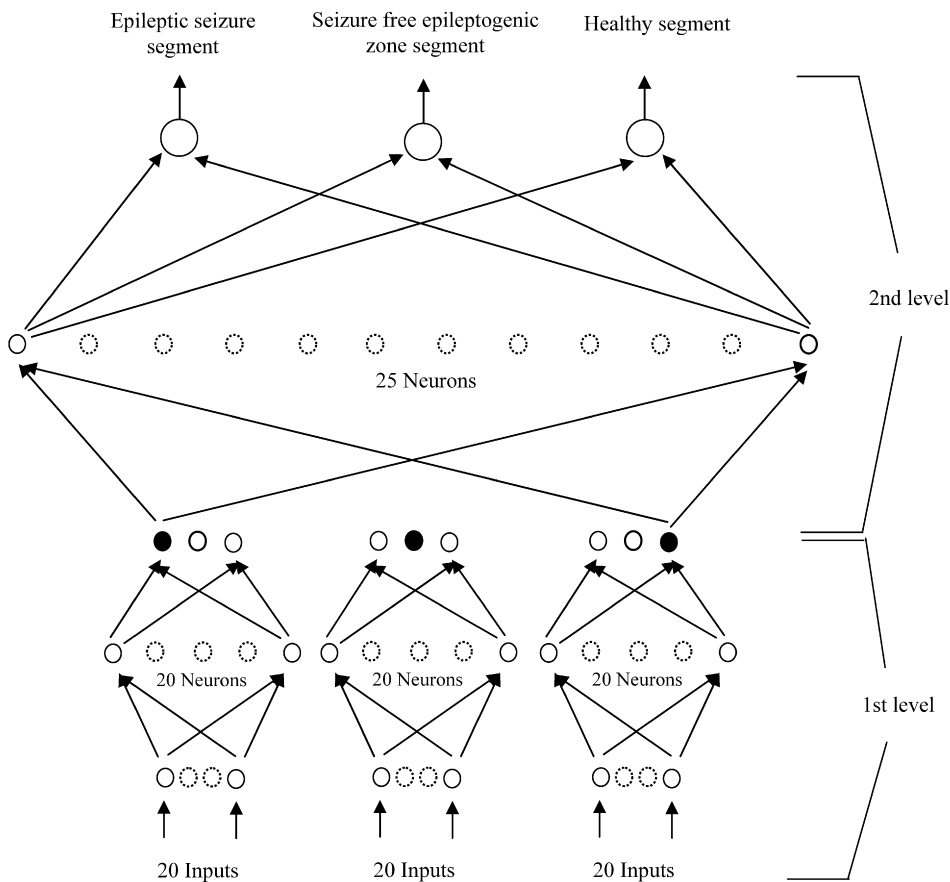 Epileptic seizure
segment
Seizure free epileptogenic
zone segment
Healthy segment
2nd level
25 Neurons
20 Neurons
20 Neurons
20 Neurons
1st level
20 Inputs
20 Inputs
20 Inputs